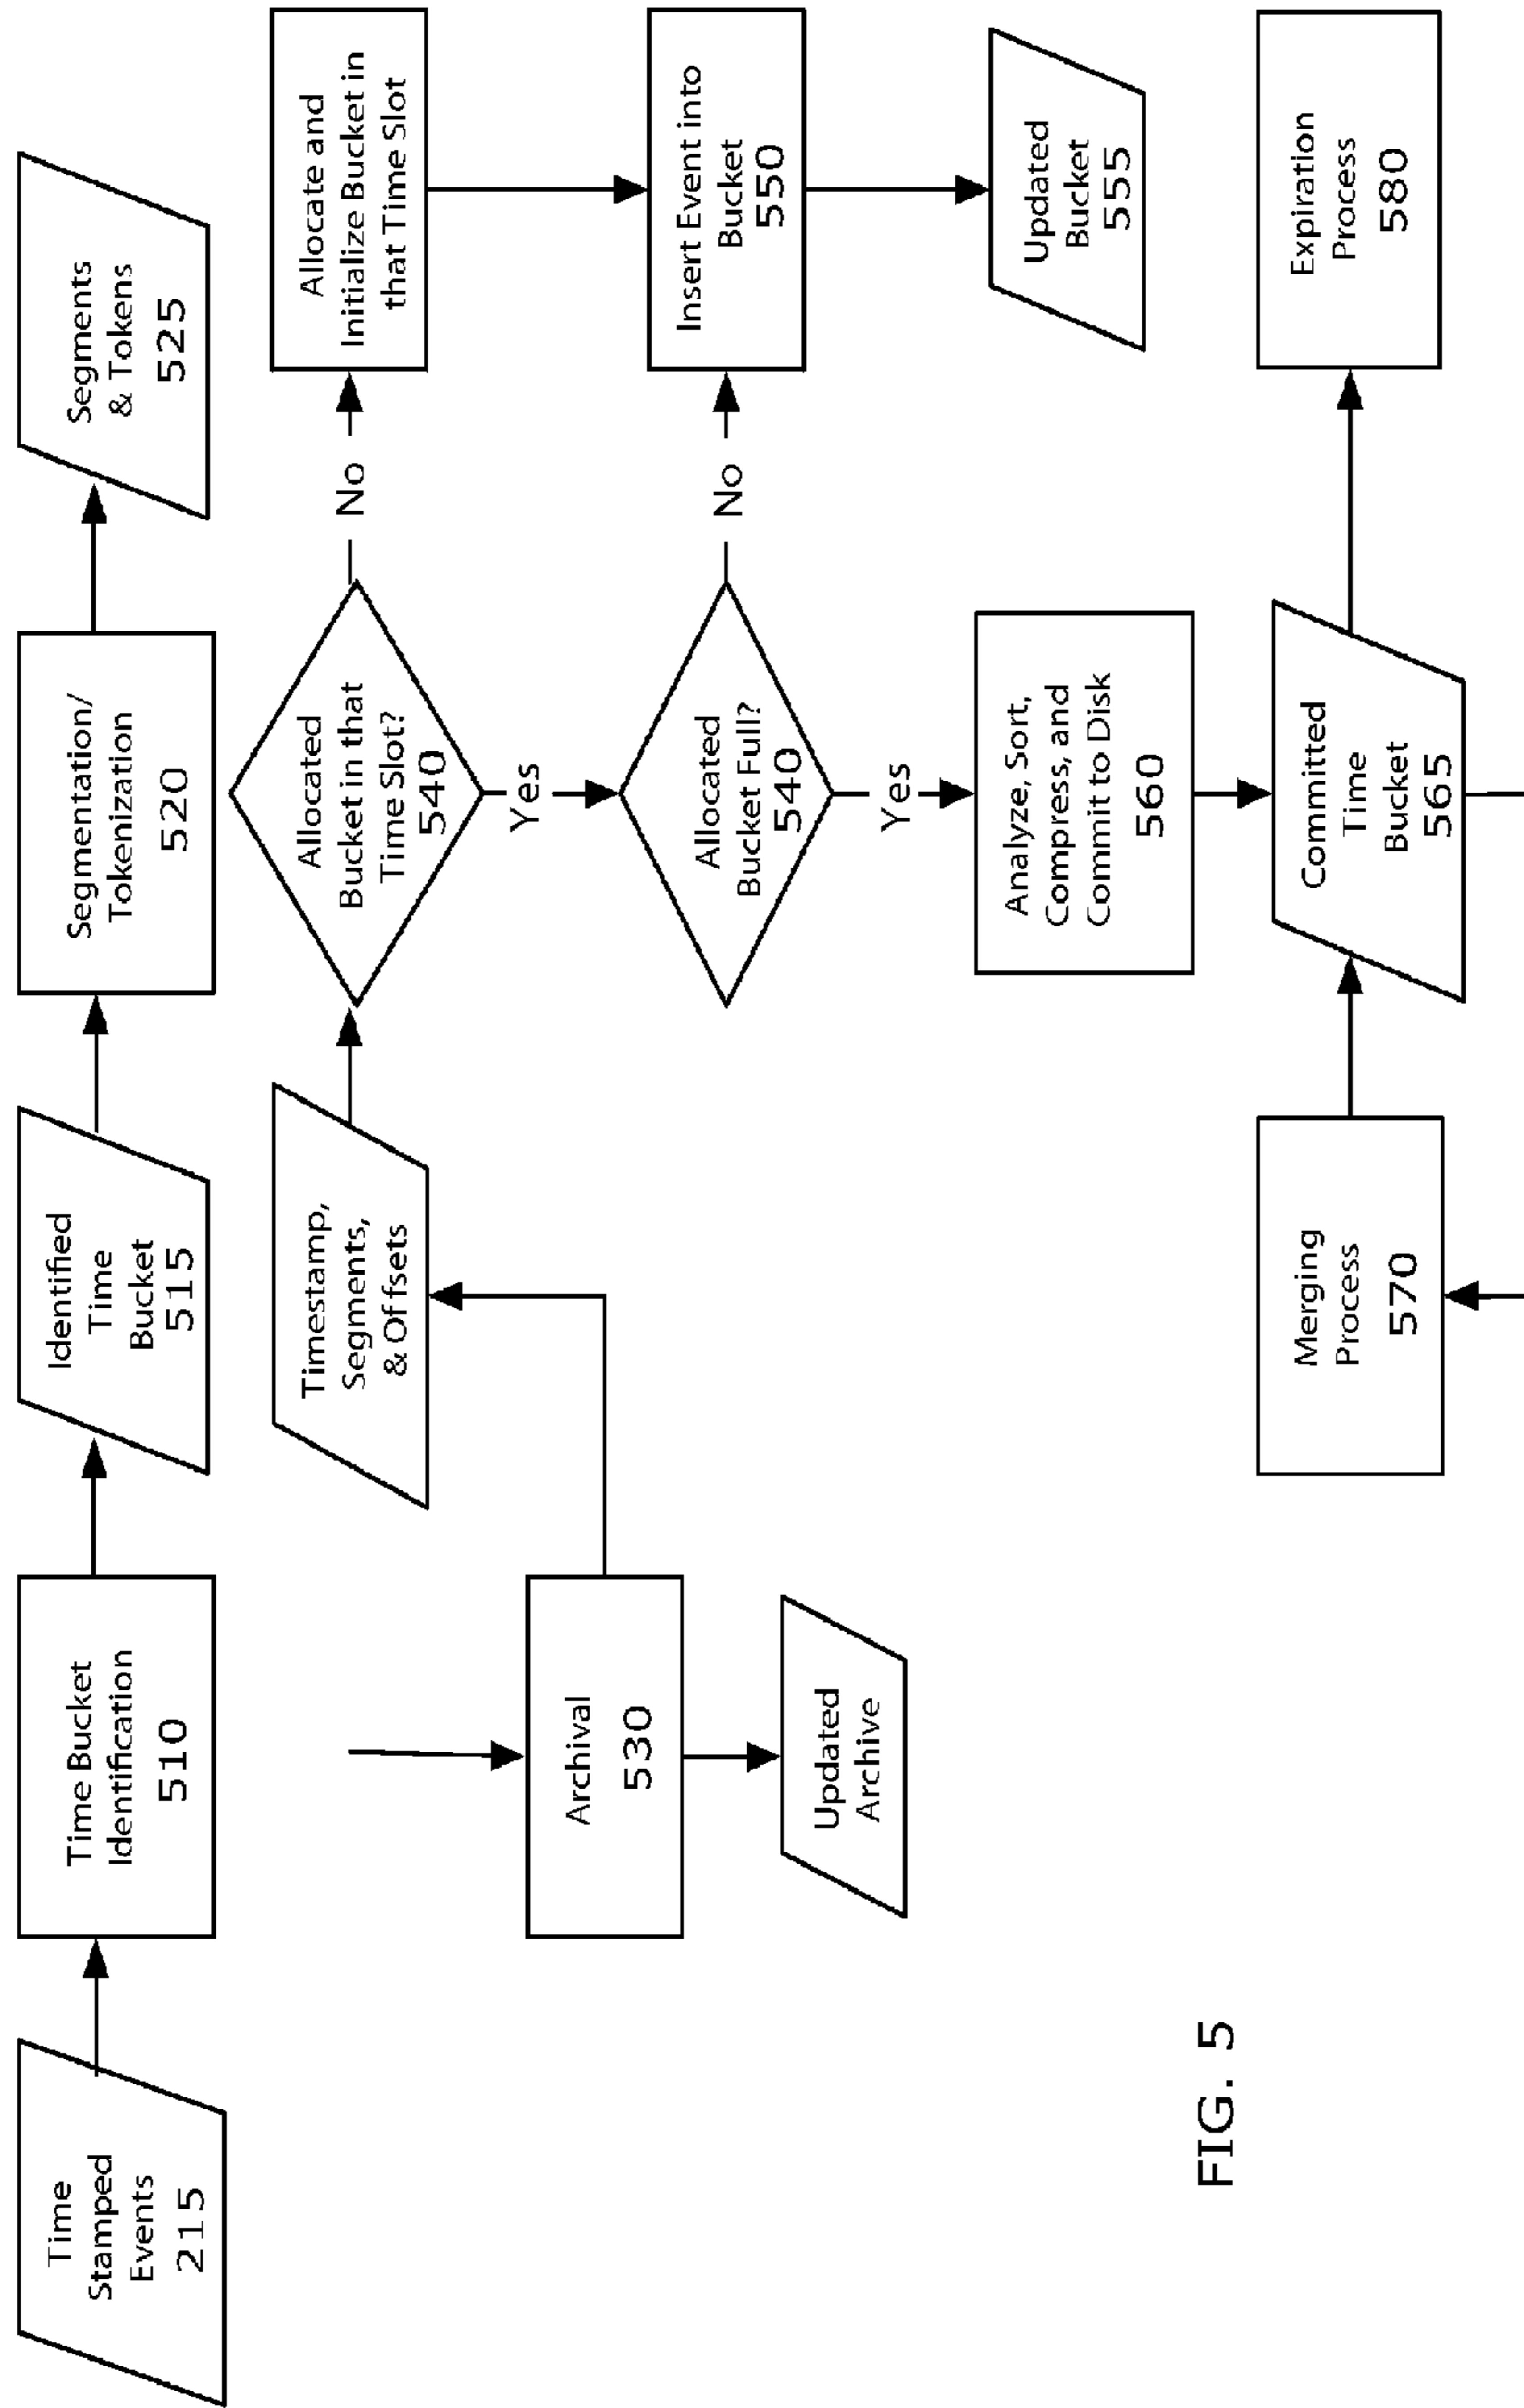 Time
Stamped
Events
215
Time Bucket
Identification
510
Identified
Time
Bucket
515
Segmentation/
Tokenization
520
Segments
& Tokens
525
Timestamp,
Segments,
& Offsets
Allocated
Bucket in that
Time Slot?
540
No
Allocate and
Initialize Bucket in
that Time Slot
Yes
Archival
530
Allocated
Bucket Full?
540
No
Insert Event into
Bucket
550
Updated
Archive
Yes
Analyze, Sort,
Compress, and
Commit to Disk
560
Updated
Bucket
555
Merging
Process
570
Committed
Time
Bucket
565
Expiration
Process
580
FIG. 5